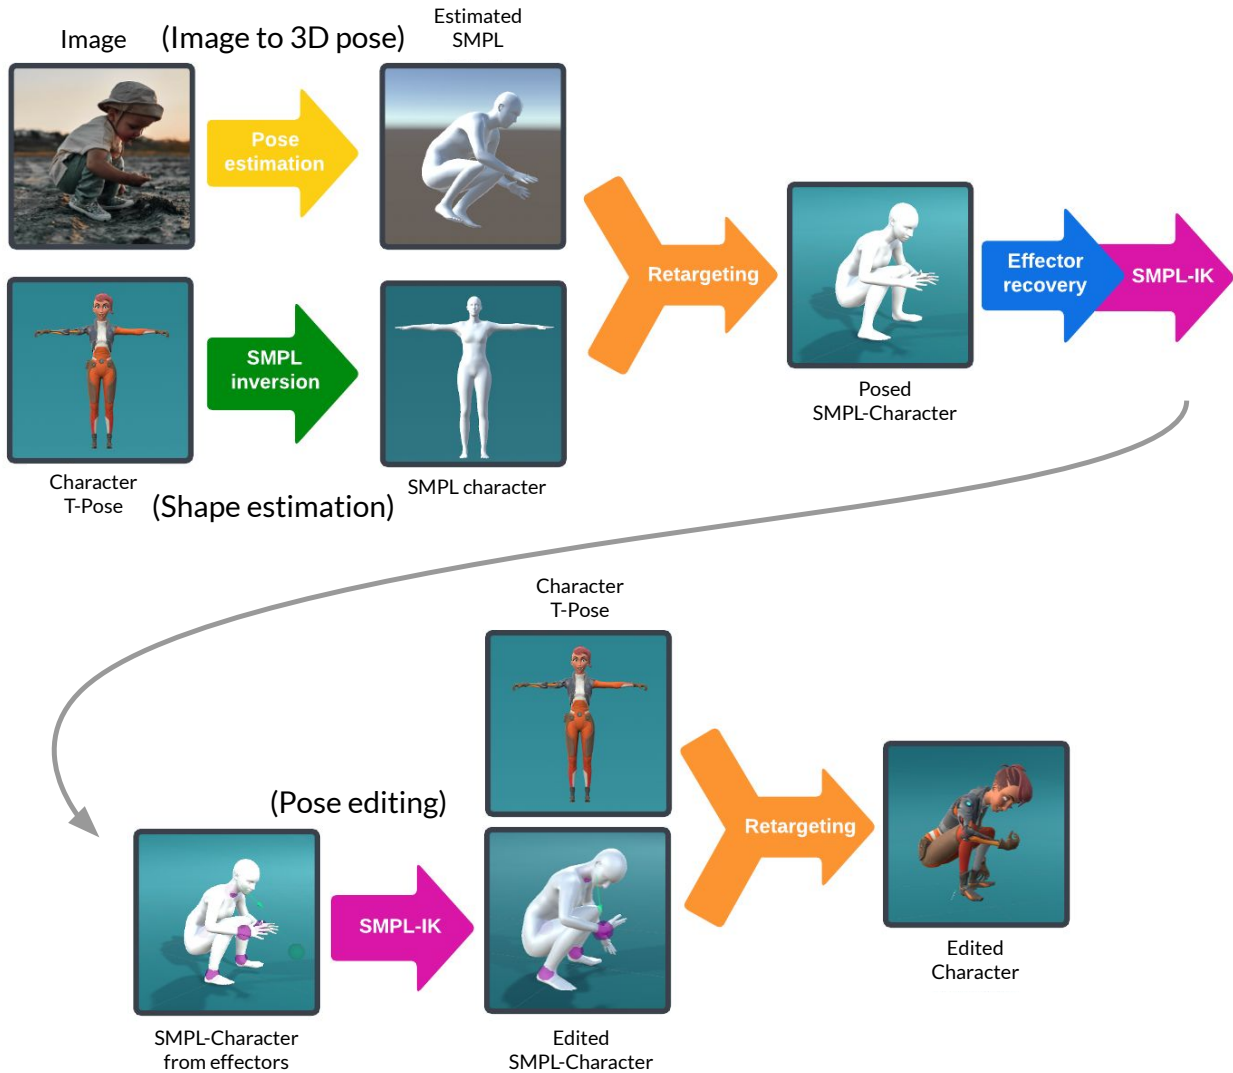 Image
(Image to 3D pose)
Estimated
SMPL
Pose
estimation
Retargeting
Effector
recovery
SMPL-IK
SMPL
inversion
Posed
SMPL-Character
Character
T-Pose
(Shape estimation)
SMPL character
Character
T-Pose
(Pose editing)
Retargeting
SMPL-IK
Edited
Character
SMPL-Character
from effectors
Edited
SMPL-Character